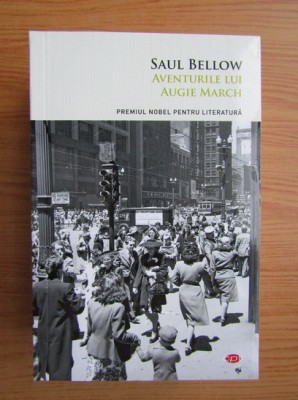 SAUL BELLOW
AVENTURILE LUI
AUGIE MARCH
PREMIUL NOBEL PENTRU LITERATURĂ